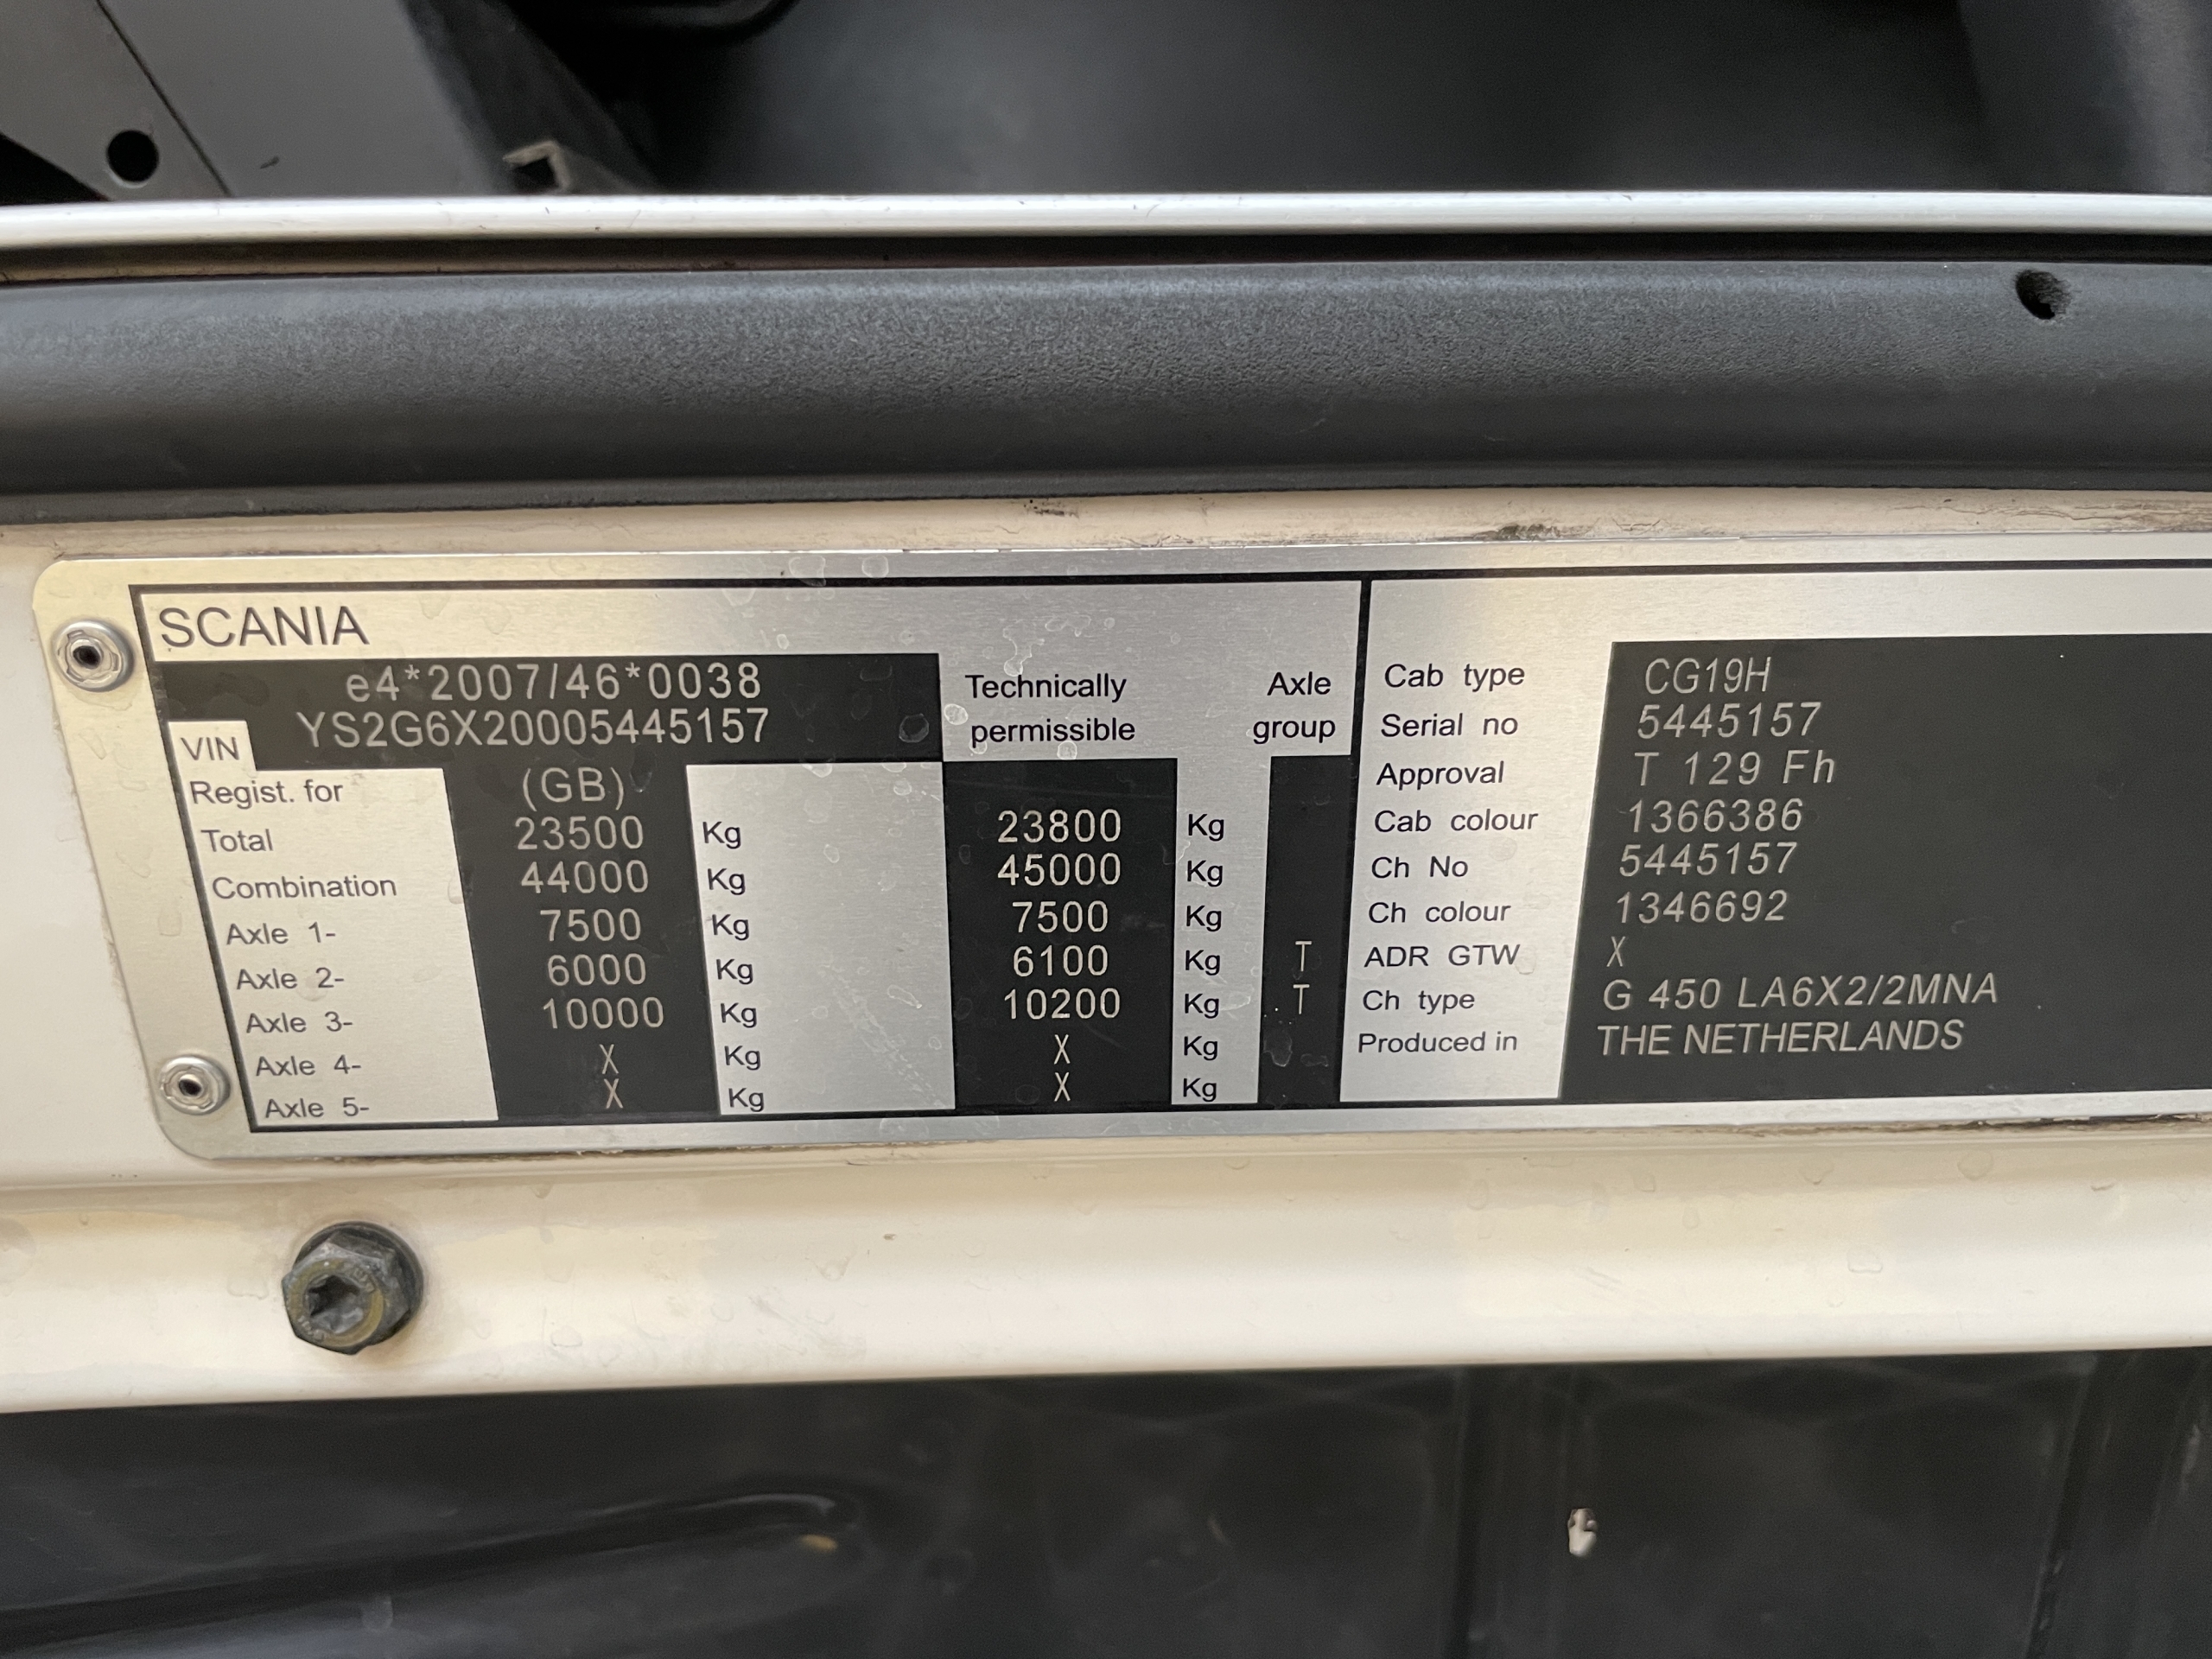 SCANIA
e4*2007/46*0038
VIN YS2G6X20005445157
Technically permissible
Axle group
Regist. for (GB)
Total 23500 Kg 23800 Kg
Combination 44000 Kg 45000 Kg
Axle 1- 7500 Kg 7500 Kg
Axle 2- 6000 Kg 6100 Kg T
Axle 3- 10000 Kg 10200 Kg T
Axle 4- X Kg X Kg
Axle 5- X Kg X Kg
Cab type CG19H
Serial no 5445157
Approval T 129 Fh
Cab colour 1366386
Ch No 5445157
Ch colour 1346692
ADR GTW X
Ch type G 450 LA6X2/2MNA
Produced in THE NETHERLANDS